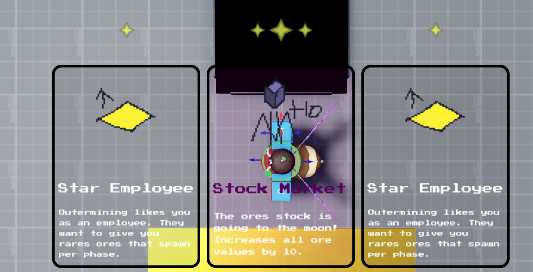 +10
Star Employee
Outermining likes you
as an employee. They
want to give you
rares ores that spawn
per phase.
Stock Market
The ores stock is
going to the moon!
Increases all ore
values by 10.
Star Employee
Outermining likes you
as an employee. They
want to give you
rares ores that spawn
per phase.